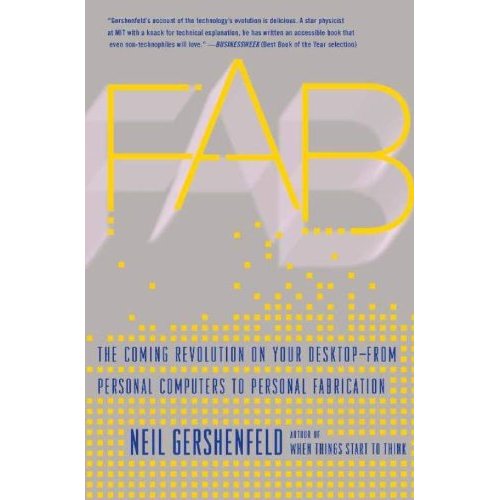 "Gershenfeld's account of the technology's evolution is delicious. A star physicist
at MIT with a knack for technical explanation, he has written an accessible book that
even non-technophiles will love." —BUSINESSWEEK (Best Book of the Year selection)
FAB
THE COMING REVOLUTION ON YOUR DESKTOP–FROM
PERSONAL COMPUTERS TO PERSONAL FABRICATION
NEIL GERSHENFELD
AUTHOR OF
WHEN THINGS START TO THINK